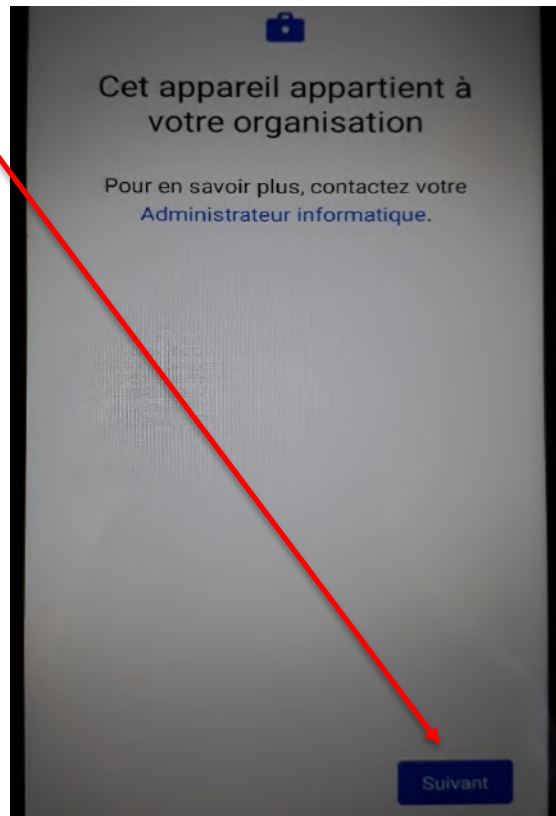 Cet appareil appartient à
votre organisation
Pour en savoir plus, contactez votre
Administrateur informatique.
Suivant